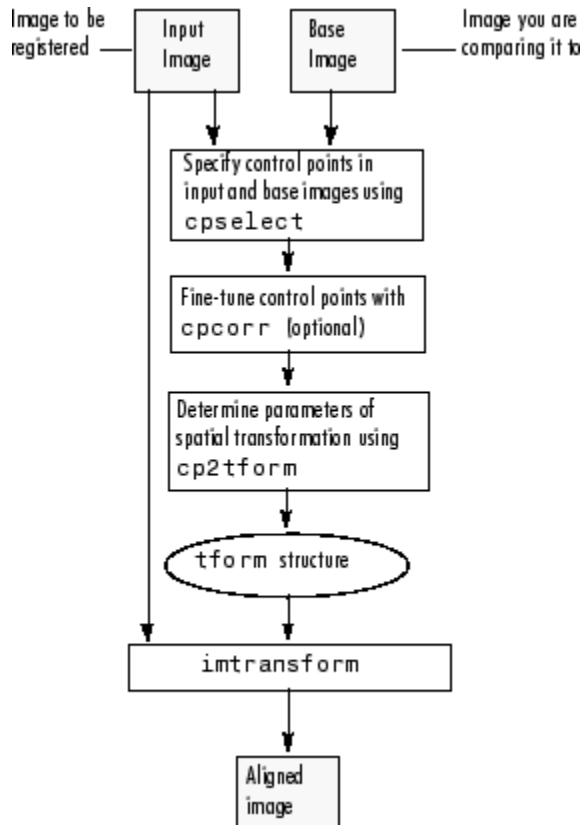 Image to be
registered
Input
Image
Base
Image
Image you are
comparing it to
Specify control points in
input and base images using
cpselect
Fine-tune control points with
cpcorr (optional)
Determine parameters of
spatial transformation using
cp2tform
tform structure
imtransform
Aligned
image